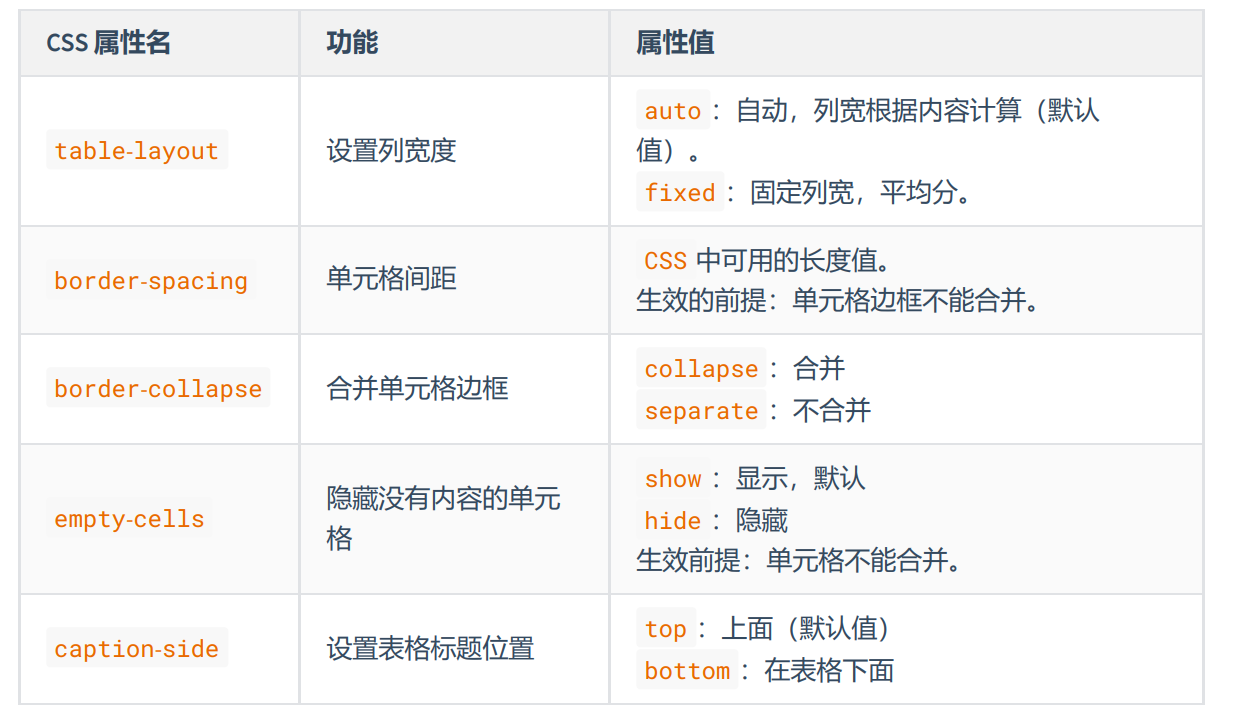 CSS 属性名
功能
属性值
table-layout
设置列宽度
auto：自动，列宽根据内容计算（默认
值）。
fixed：固定列宽，平均分。
border-spacing
单元格间距
CSS 中可用的长度值。
生效的前提：单元格边框不能合并。
border-collapse
合并单元格边框
collapse：合并
separate：不合并
empty-cells
隐藏没有内容的单元
格
show：显示，默认
hide：隐藏
生效前提：单元格不能合并。
caption-side
设置表格标题位置
top：上面（默认值）
bottom：在表格下面